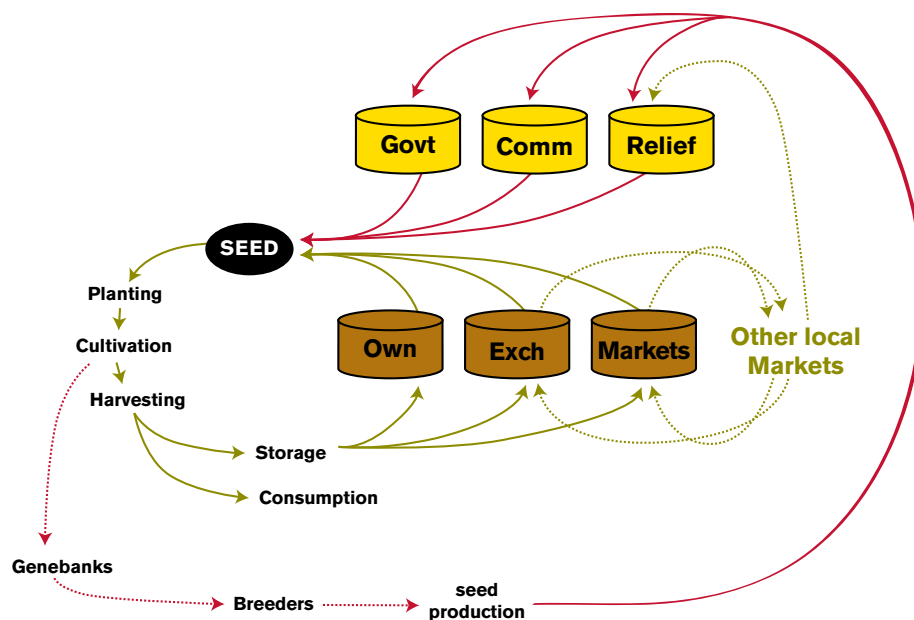 Govt
Comm
Relief
SEED
Planting
Cultivation
Harvesting
Own
Exch
Markets
Other local
Markets
Storage
Consumption
Genebanks
Breeders
seed
production